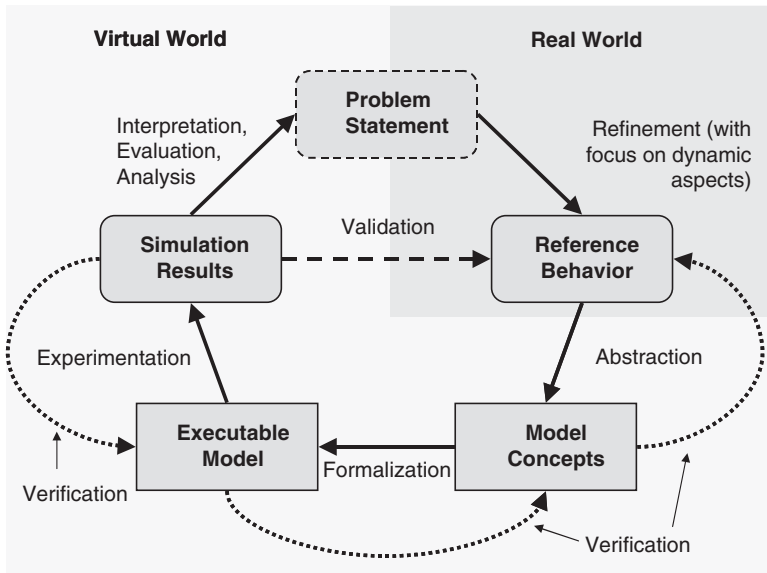 Virtual World
Real World
Problem
Statement
Interpretation,
Evaluation,
Analysis
Refinement (with
focus on dynamic
aspects)
Validation
Simulation
Results
Reference
Behavior
Experimentation
Abstraction
Executable
Model
Model
Concepts
Formalization
Verification
Verification